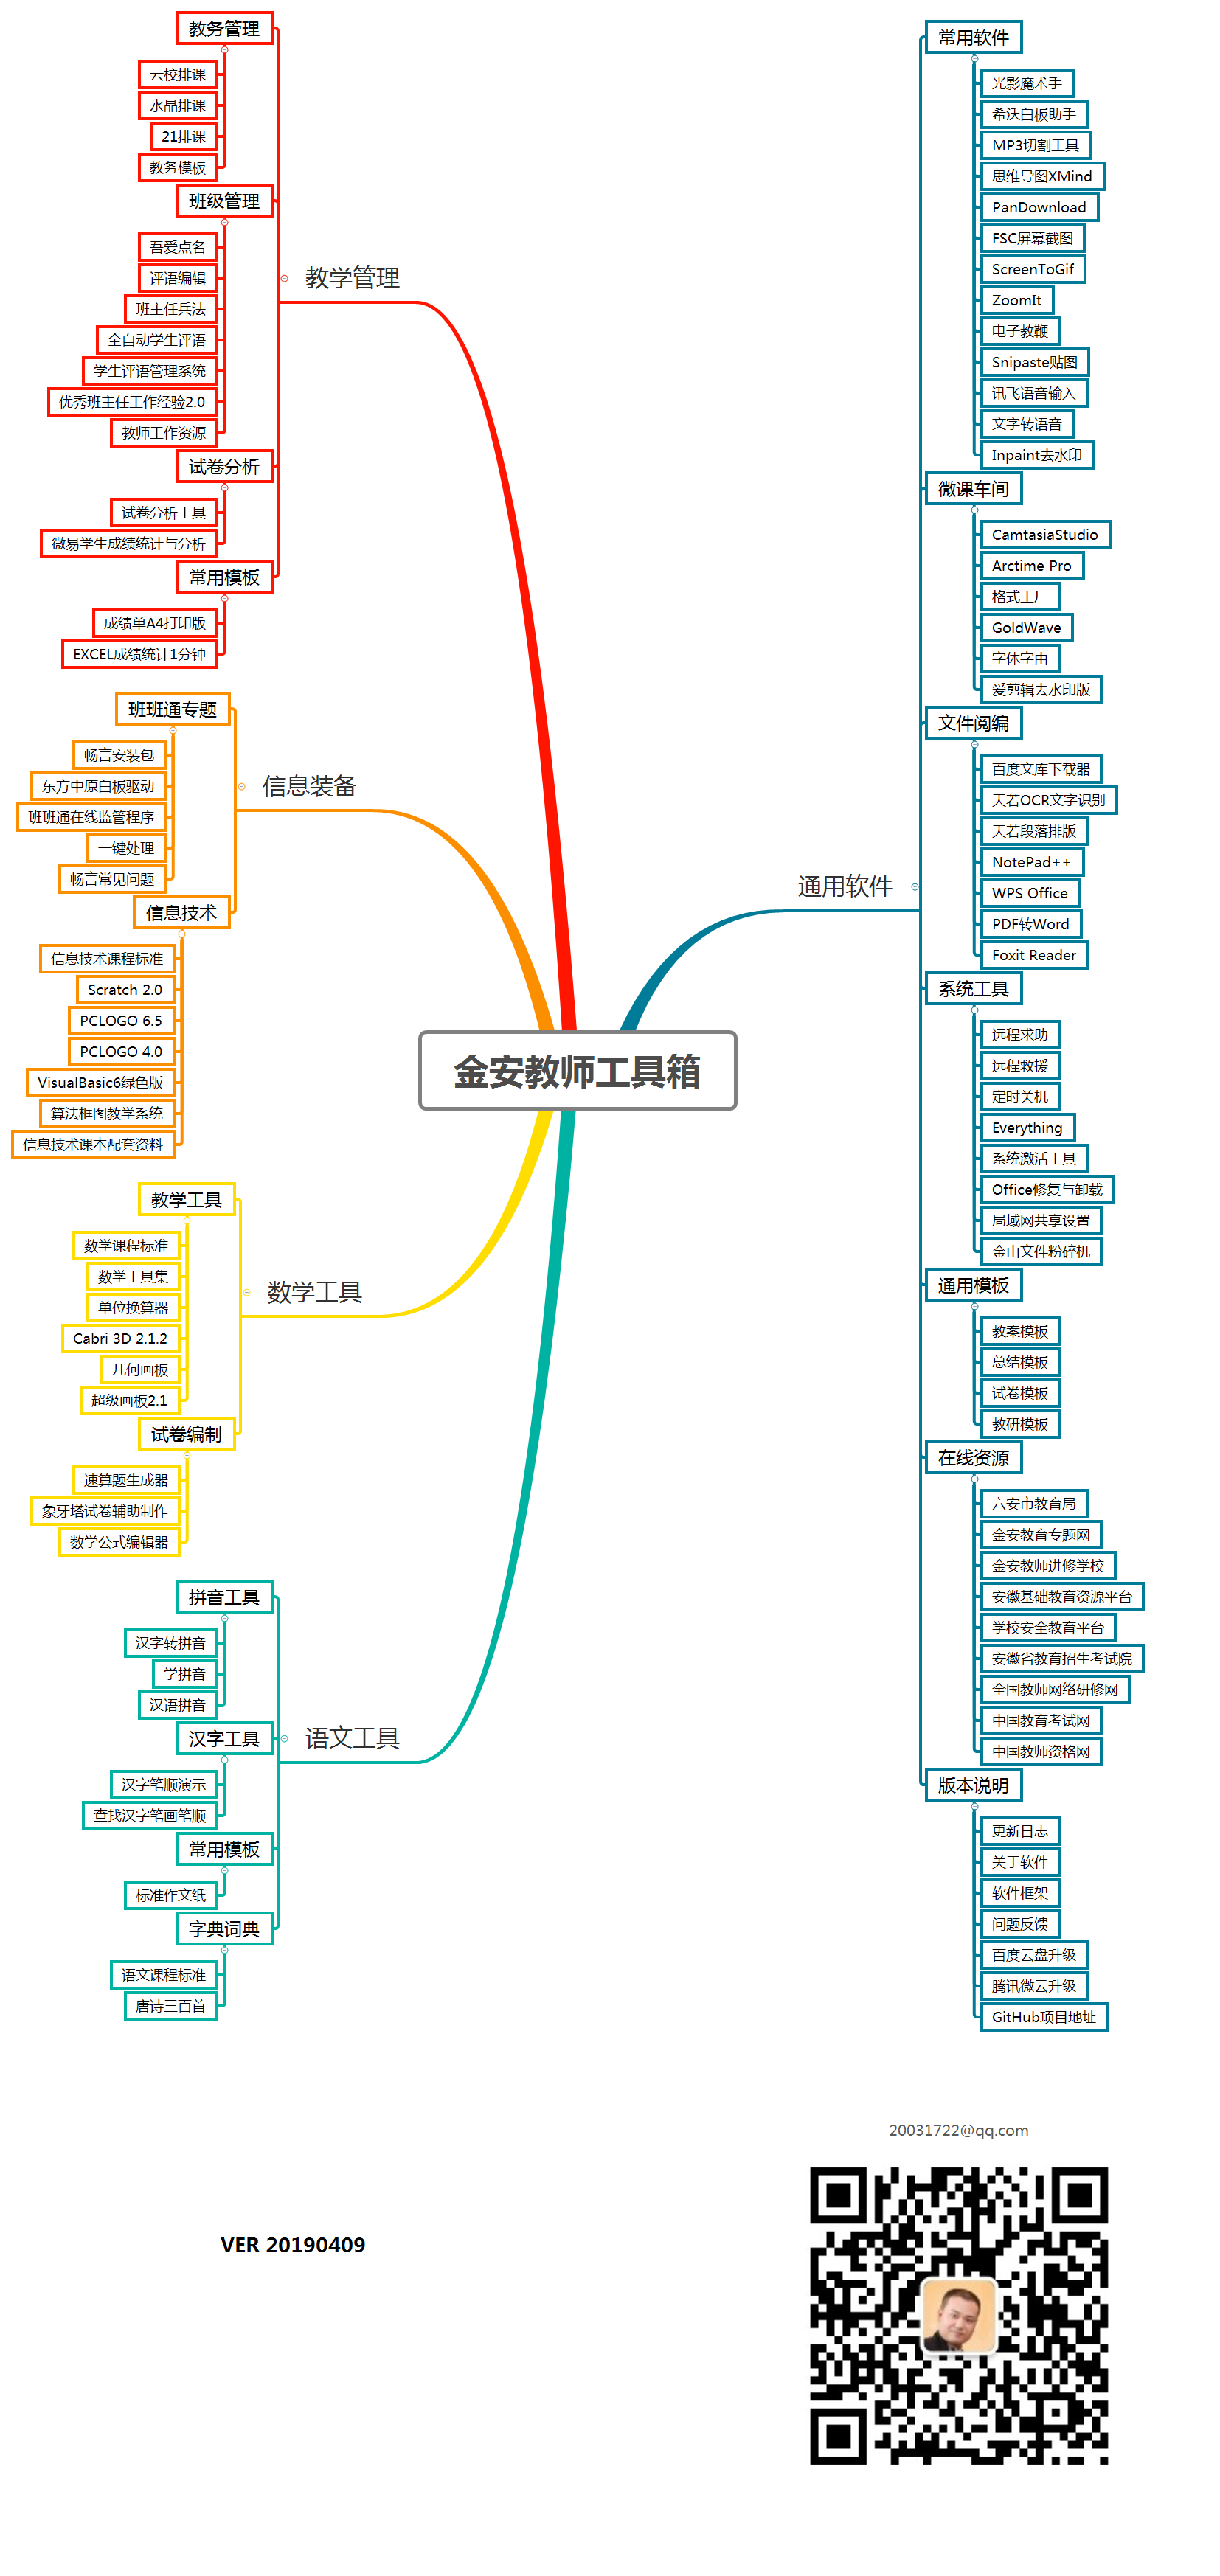 金安教师工具箱
教学管理
教务管理
云校排课
水晶排课
21排课
教务模板
班级管理
吾爱点名
评语编辑
班主任兵法
全自动学生评语
学生评语管理系统
优秀班主任工作经验2.0
教师工作资源
试卷分析
试卷分析工具
微易学生成绩统计与分析
常用模板
成绩单A4打印版
EXCEL成绩统计1分钟
信息装备
班班通专题
畅言安装包
东方中原白板驱动
班班通在线监管程序
一键处理
畅言常见问题
信息技术
信息技术课程标准
Scratch 2.0
PCLOGO 6.5
PCLOGO 4.0
VisualBasic6绿色版
算法框图教学系统
信息技术课本配套资料
数学工具
教学工具
数学课程标准
数学工具集
单位换算器
Cabri 3D 2.1.2
几何画板
超级画板2.1
试卷编制
速算题生成器
象牙塔试卷辅助制作
数学公式编辑器
语文工具
拼音工具
汉字转拼音
学拼音
汉语拼音
汉字工具
汉字笔顺演示
查找汉字笔画笔顺
常用模板
标准作文纸
字典词典
语文课程标准
唐诗三百首
通用软件
常用软件
光影魔术手
希沃白板助手
MP3切割工具
思维导图XMind
PanDownload
FSC屏幕截图
ScreenToGif
ZoomIt
电子教鞭
Snipaste贴图
讯飞语音输入
文字转语音
Inpaint去水印
微课车间
CamtasiaStudio
Arctime Pro
格式工厂
GoldWave
字体字由
爱剪辑去水印版
文件阅编
百度文库下载器
天若OCR文字识别
天若段落排版
NotePad++
WPS Office
PDF转Word
Foxit Reader
系统工具
远程求助
远程救援
定时关机
Everything
系统激活工具
Office修复与卸载
局域网共享设置
金山文件粉碎机
通用模板
教案模板
总结模板
试卷模板
教研模板
在线资源
六安市教育局
金安教育专题网
金安教师进修学校
安徽基础教育资源平台
学校安全教育平台
安徽省教育招生考试院
全国教师网络研修网
中国教育考试网
中国教师资格网
版本说明
更新日志
关于软件
软件框架
问题反馈
百度云盘升级
腾讯微云升级
GitHub项目地址
20031722@qq.com
VER 20190409